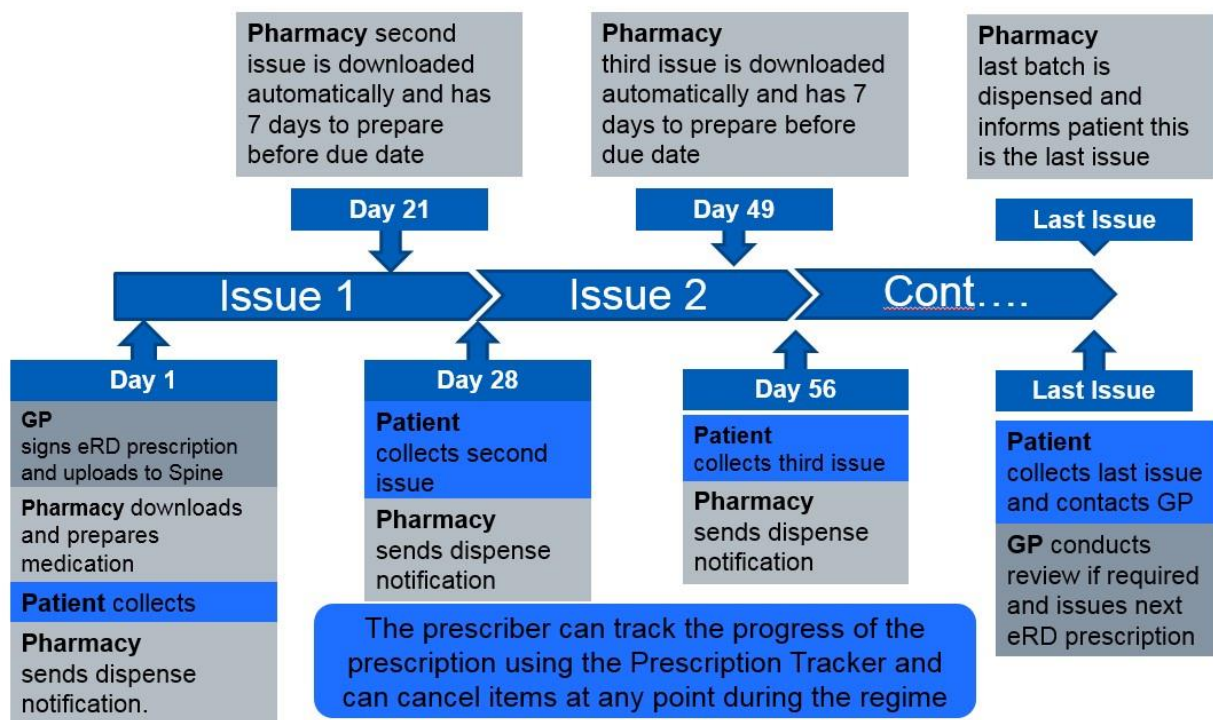 Pharmacy second
issue is downloaded
automatically and has
7 days to prepare
before due date
Pharmacy
third issue is downloaded
automatically and has 7
days to prepare before
due date
Pharmacy
last batch is
dispensed and
informs patient this
is the last issue
Day 21
Day 49
Last Issue
Issue 1
Issue 2
Cont....
Day 1
GP
signs eRD prescription
and uploads to Spine
Pharmacy downloads
and prepares
medication
Patient collects
Pharmacy
sends dispense
notification.
Day 28
Patient
collects second
issue
Pharmacy
sends dispense
notification
Day 56
Patient
collects third issue
Pharmacy
sends dispense
notification
Last Issue
Patient
collects last issue
and contacts GP
GP conducts
review if required
and issues next
eRD prescription
The prescriber can track the progress of the
prescription using the Prescription Tracker and
can cancel items at any point during the regime